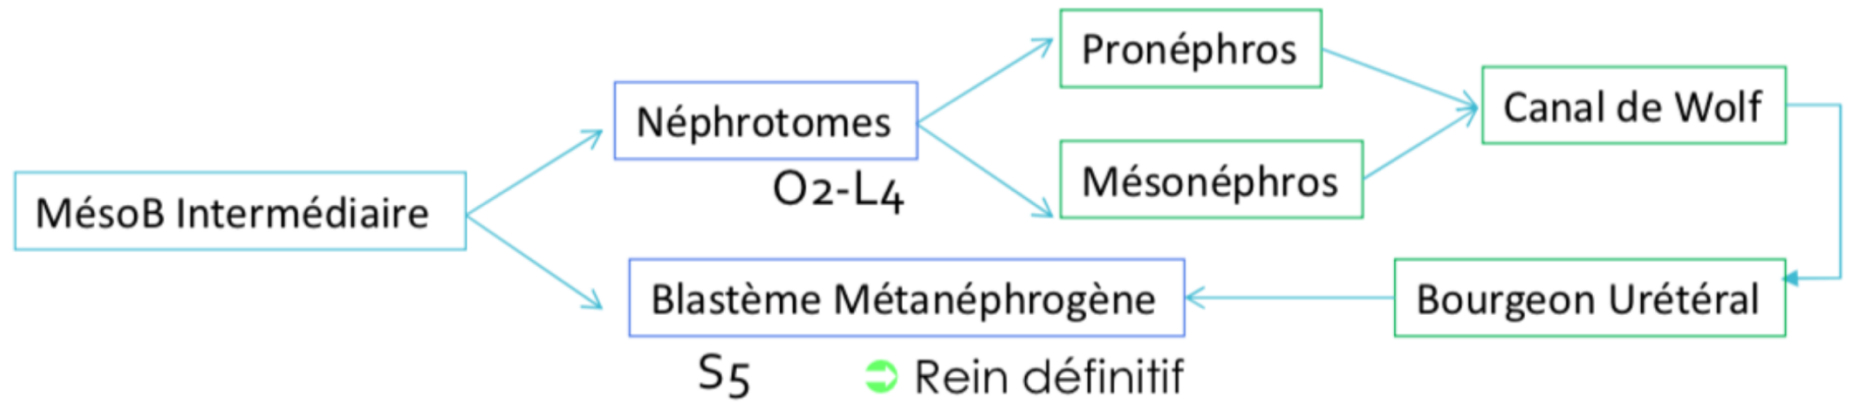 Pronéphros
Canal de Wolf
Néphrotomes
O2-L4
Mésonéphros
MésoB Intermédiaire
Blastème Métanéphrogène
Bourgeon Urétéral
S5
Rein définitif